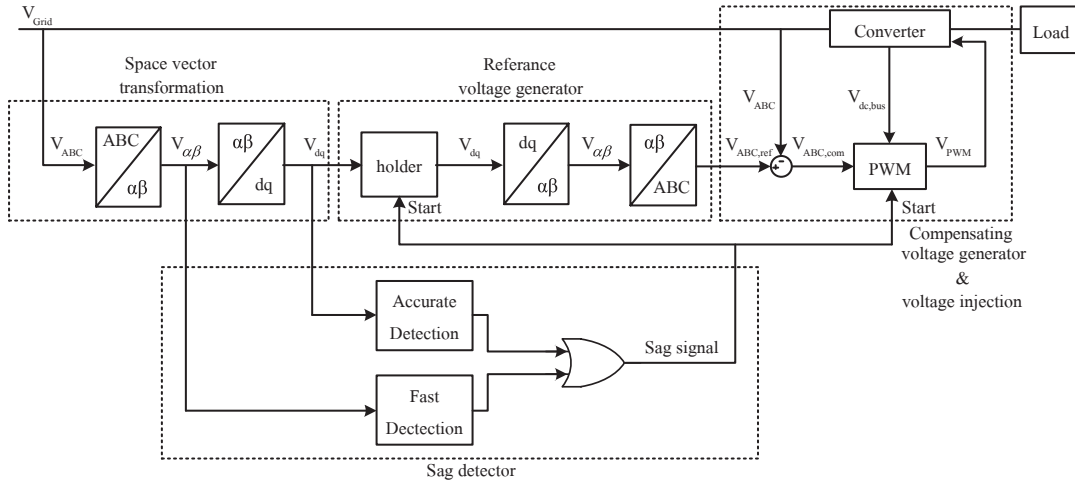 V_Grid
Converter
Load
Space vector
transformation
Referance
voltage generator
V_ABC
V_dc,bus
V_ABC
ABC
αβ
V_αβ
αβ
dq
V_dq
holder
V_dq
dq
αβ
V_αβ
αβ
ABC
V_ABC,ref
+
-
V_ABC,com
PWM
V_PWM
Start
Start
Compensating
voltage generator
&
voltage injection
Accurate
Detection
Sag signal
Fast
Dectection
Sag detector